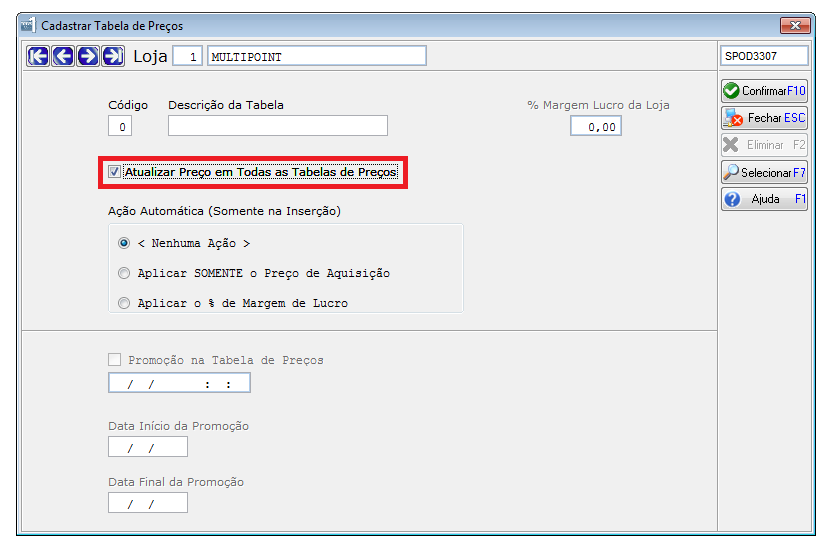 Cadastrar Tabela de Preços
Loja 1 MULTIPOINT
SPOD3307
Confirmar F10
Fechar ESC
Eliminar F2
Selecionar F7
Ajuda F1
Código Descrição da Tabela % Margem Lucro da Loja
0 0,00
Atualizar Preço em Todas as Tabelas de Preços
Ação Automática (Somente na Inserção)
< Nenhuma Ação >
Aplicar SOMENTE o Preço de Aquisição
Aplicar o % de Margem de Lucro
Promoção na Tabela de Preços
/ / : :
Data Início da Promoção
/ /
Data Final da Promoção
/ /